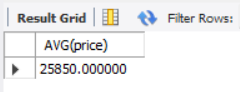 Result Grid Filter Rows:
AVG(price)
25850.000000